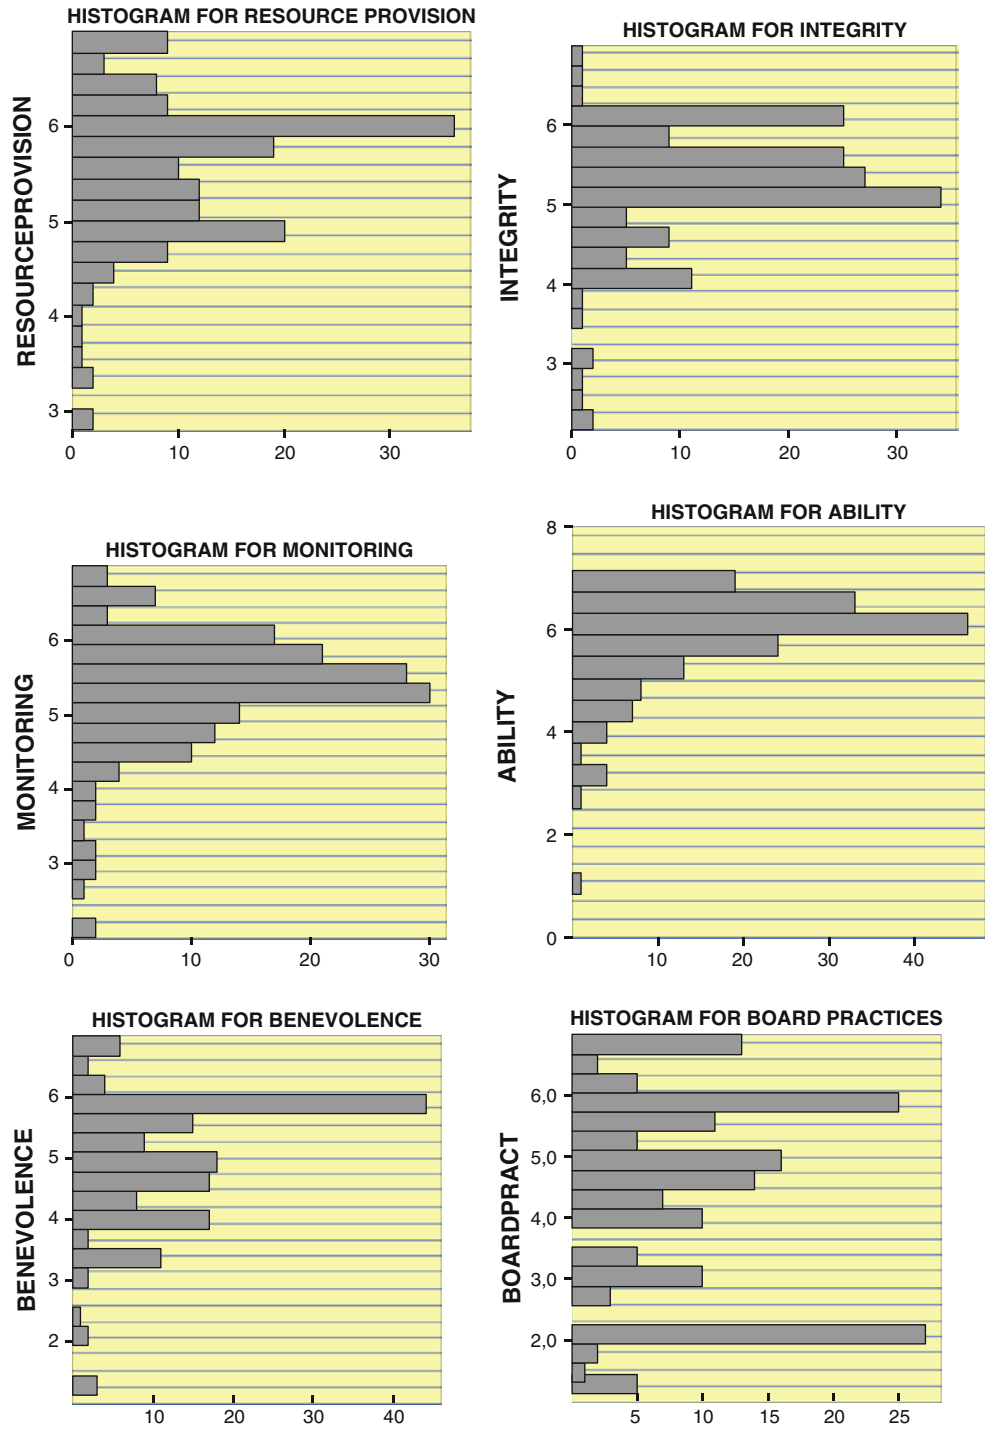 HISTOGRAM FOR RESOURCE PROVISION
RESOURCEPROVISION
6
5
4
3
0 10 20 30
HISTOGRAM FOR INTEGRITY
INTEGRITY
6
5
4
3
0 10 20 30
HISTOGRAM FOR MONITORING
MONITORING
6
5
4
3
0 10 20 30
HISTOGRAM FOR ABILITY
ABILITY
8
6
4
2
0
10 20 30 40
HISTOGRAM FOR BENEVOLENCE
BENEVOLENCE
6
5
4
3
2
10 20 30 40
HISTOGRAM FOR BOARD PRACTICES
BOARDPRACT
6,0
5,0
4,0
3,0
2,0
5 10 15 20 25